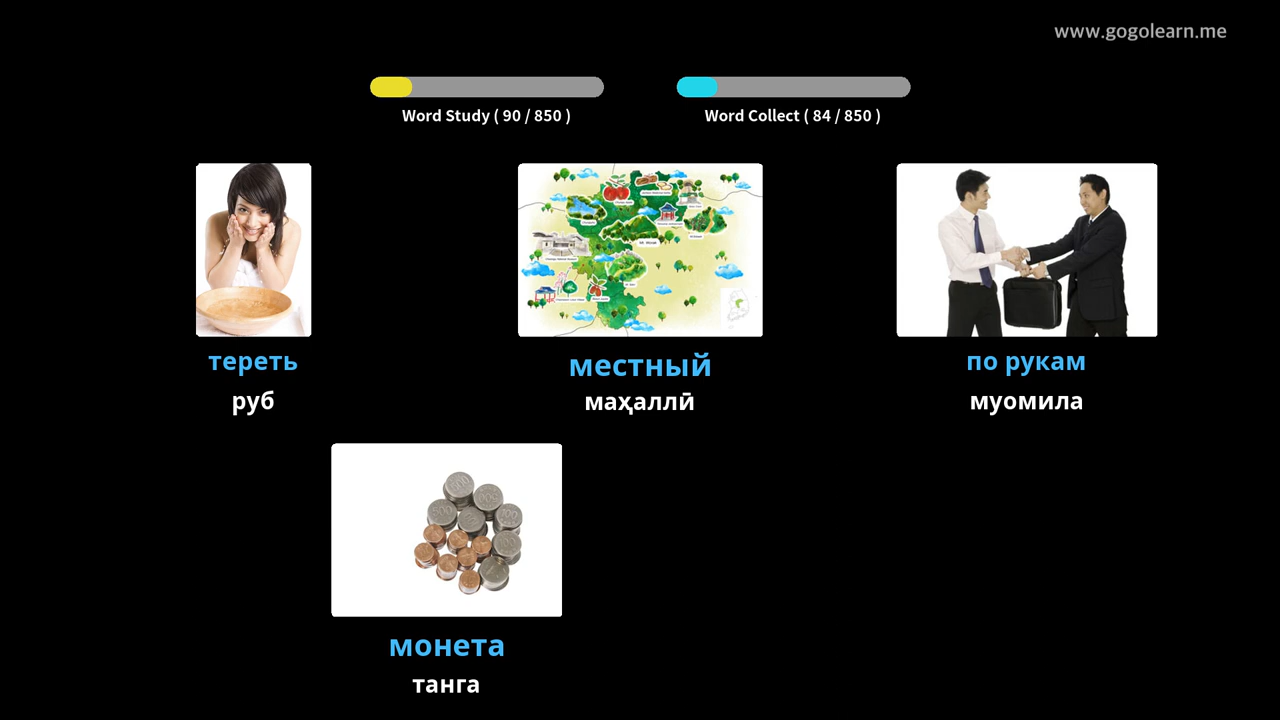 www.gogolearn.me
Word Study ( 90 / 850 )
Word Collect ( 84 / 850 )
тереть
руб
местный
маҳаллӣ
по рукам
муомила
монета
танга